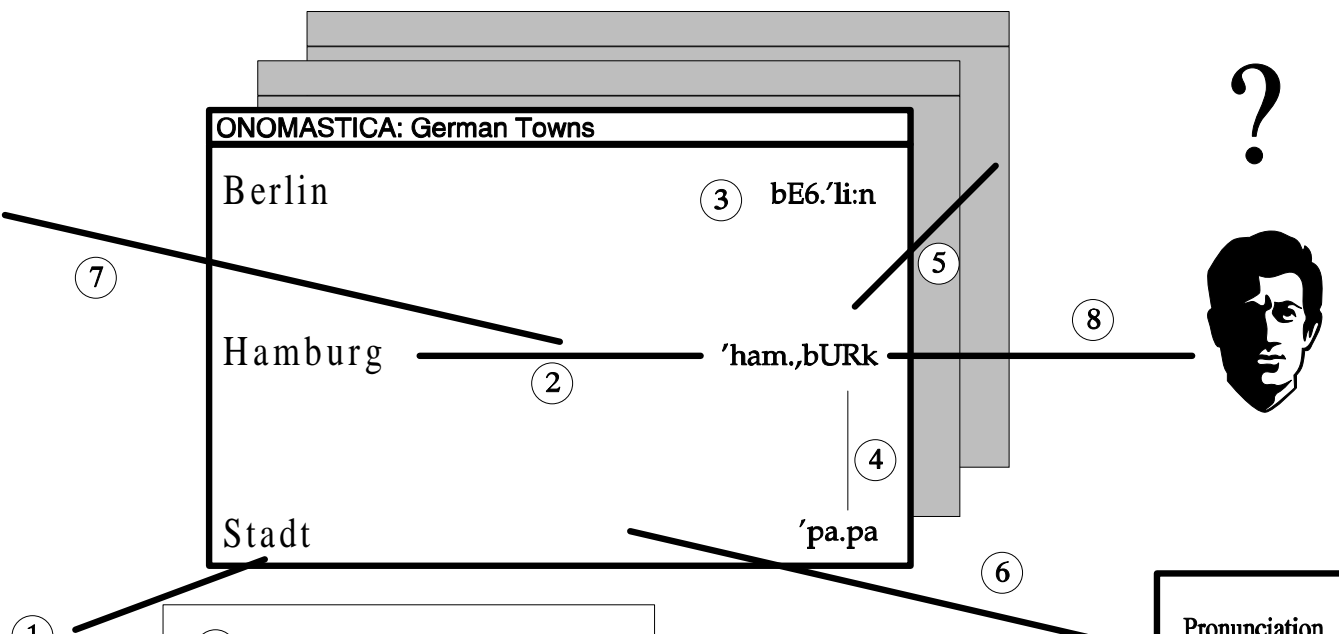 ?
ONOMASTICA: German Towns
Berlin ③ bE6.'li:n
⑤
⑦
⑧
Hamburg 'ham.,bURk
②
④
Stadt 'pa.pa
⑥
①
Pronunciation